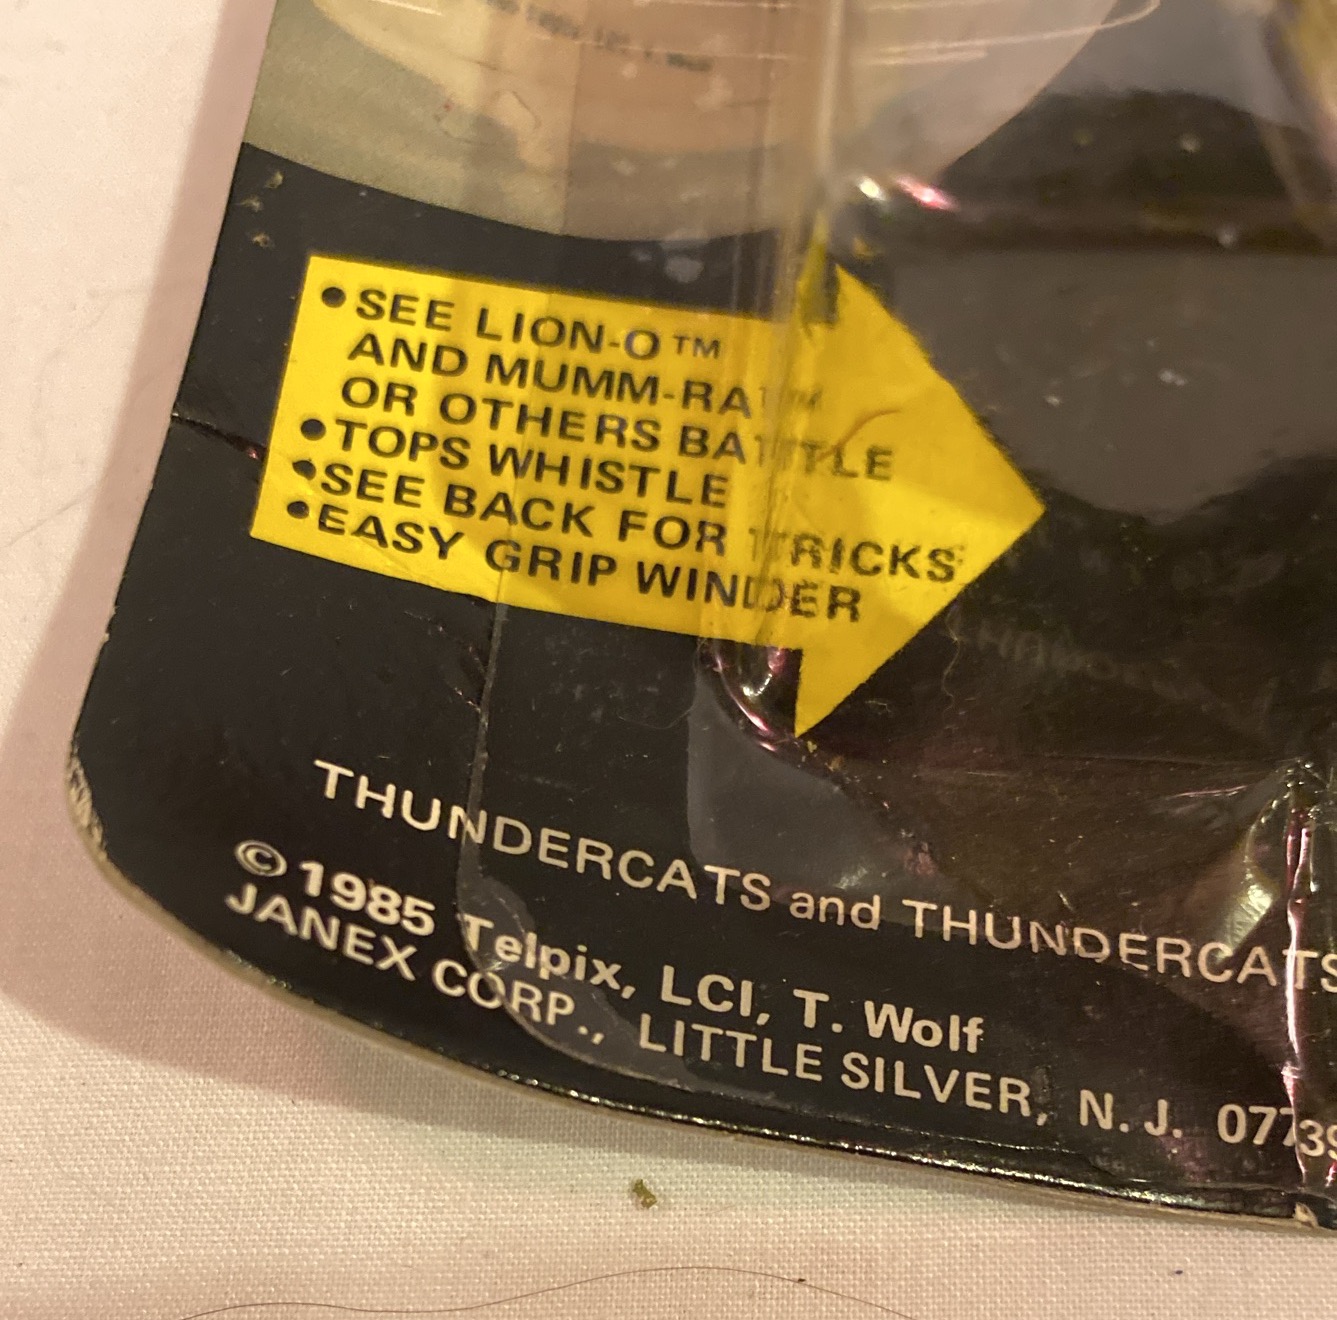 • SEE LION-O™
AND MUMM-RA™
OR OTHERS BATTLE
• TOPS WHISTLE
• SEE BACK FOR TRICKS
• EASY GRIP WINDER
THUNDERCATS and THUNDERCATS
© 1985 Telpix, LCI, T. Wolf
JANEX CORP., LITTLE SILVER, N.J. 07739